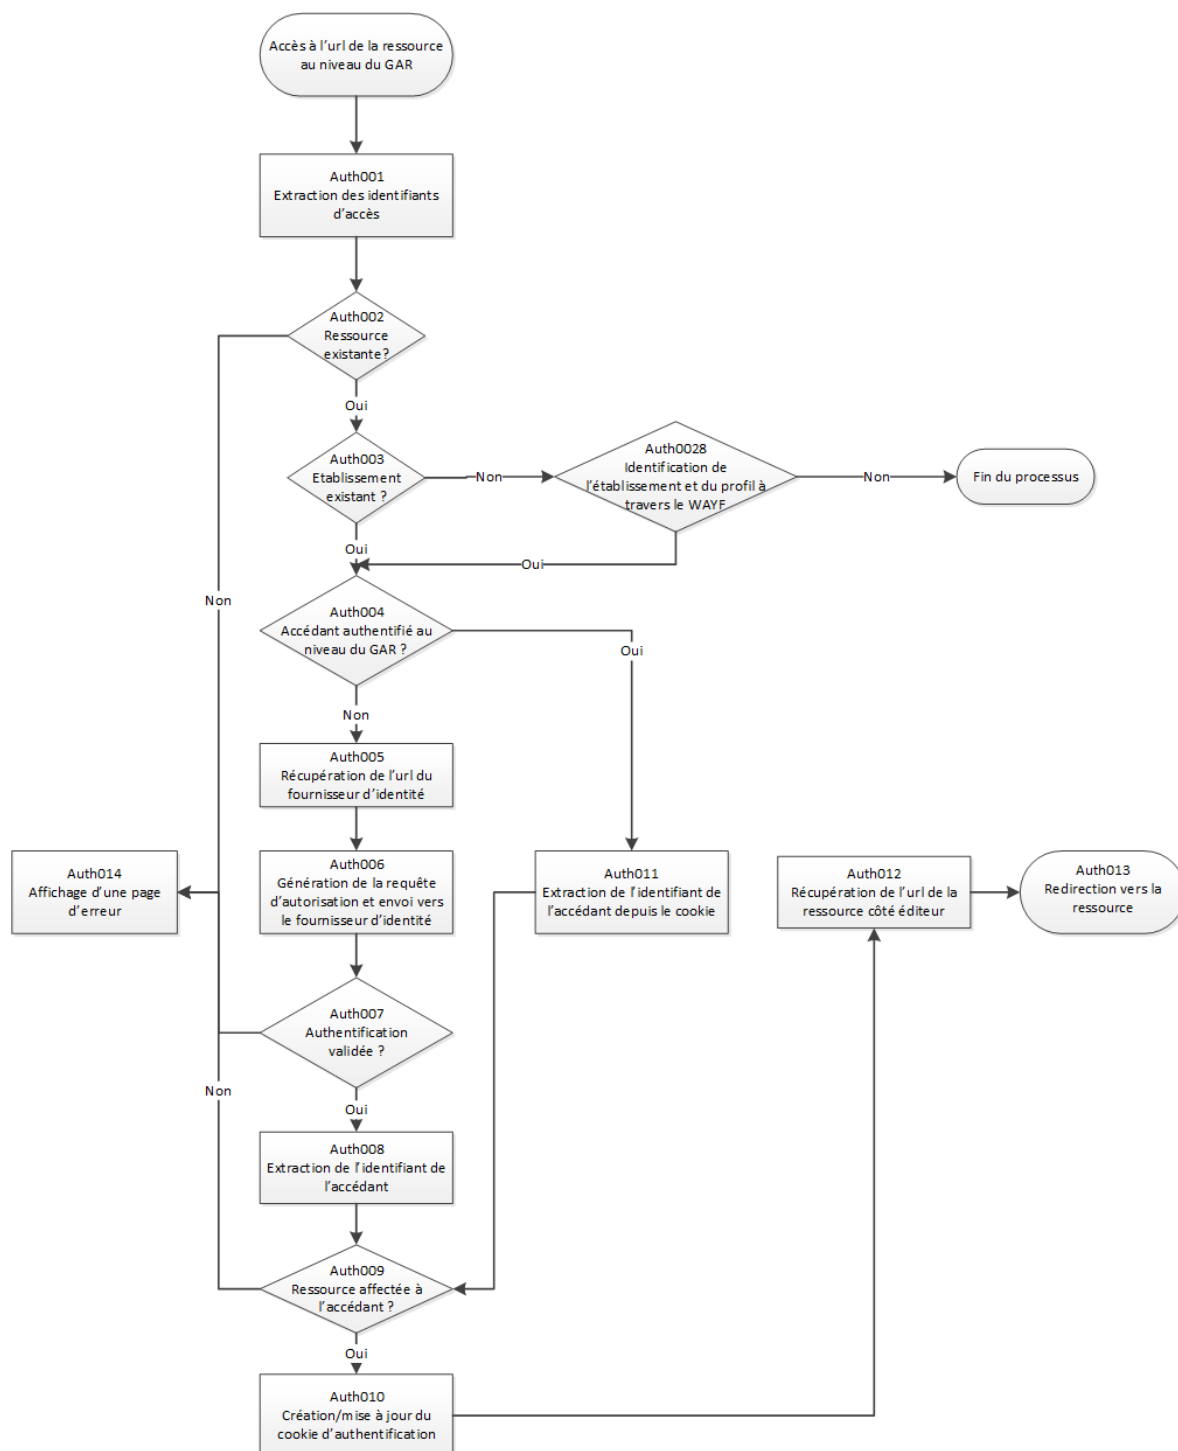 Accès à l'url de la ressource
au niveau du GAR
Auth001
Extraction des identifiants
d'accès
Auth002
Ressource
existante ?
Oui
Auth003
Etablissement
existant ?
Non
Auth0028
Identification de
l'établissement et du profil à
travers le WAYF
Non
Fin du processus
Oui
Oui
Non
Auth004
Accédant authentifié au
niveau du GAR ?
Oui
Non
Auth005
Récupération de l'url du
fournisseur d'identité
Auth014
Affichage d'une page
d'erreur
Auth006
Génération de la requête
d'autorisation et envoi vers
le fournisseur d'identité
Auth011
Extraction de l'identifiant de
l'accédant depuis le cookie
Auth012
Récupération de l'url de la
ressource côté éditeur
Auth013
Redirection vers la
ressource
Auth007
Authentification
validée ?
Non
Oui
Auth008
Extraction de l'identifiant de
l'accédant
Auth009
Ressource affectée à
l'accédant ?
Oui
Auth010
Création/mise à jour du
cookie d'authentification